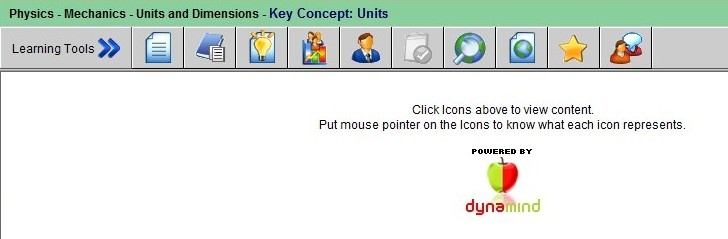 Physics - Mechanics - Units and Dimensions - Key Concept: Units
Learning Tools
Click Icons above to view content.
Put mouse pointer on the Icons to know what each icon represents.
POWERED BY
dynamind